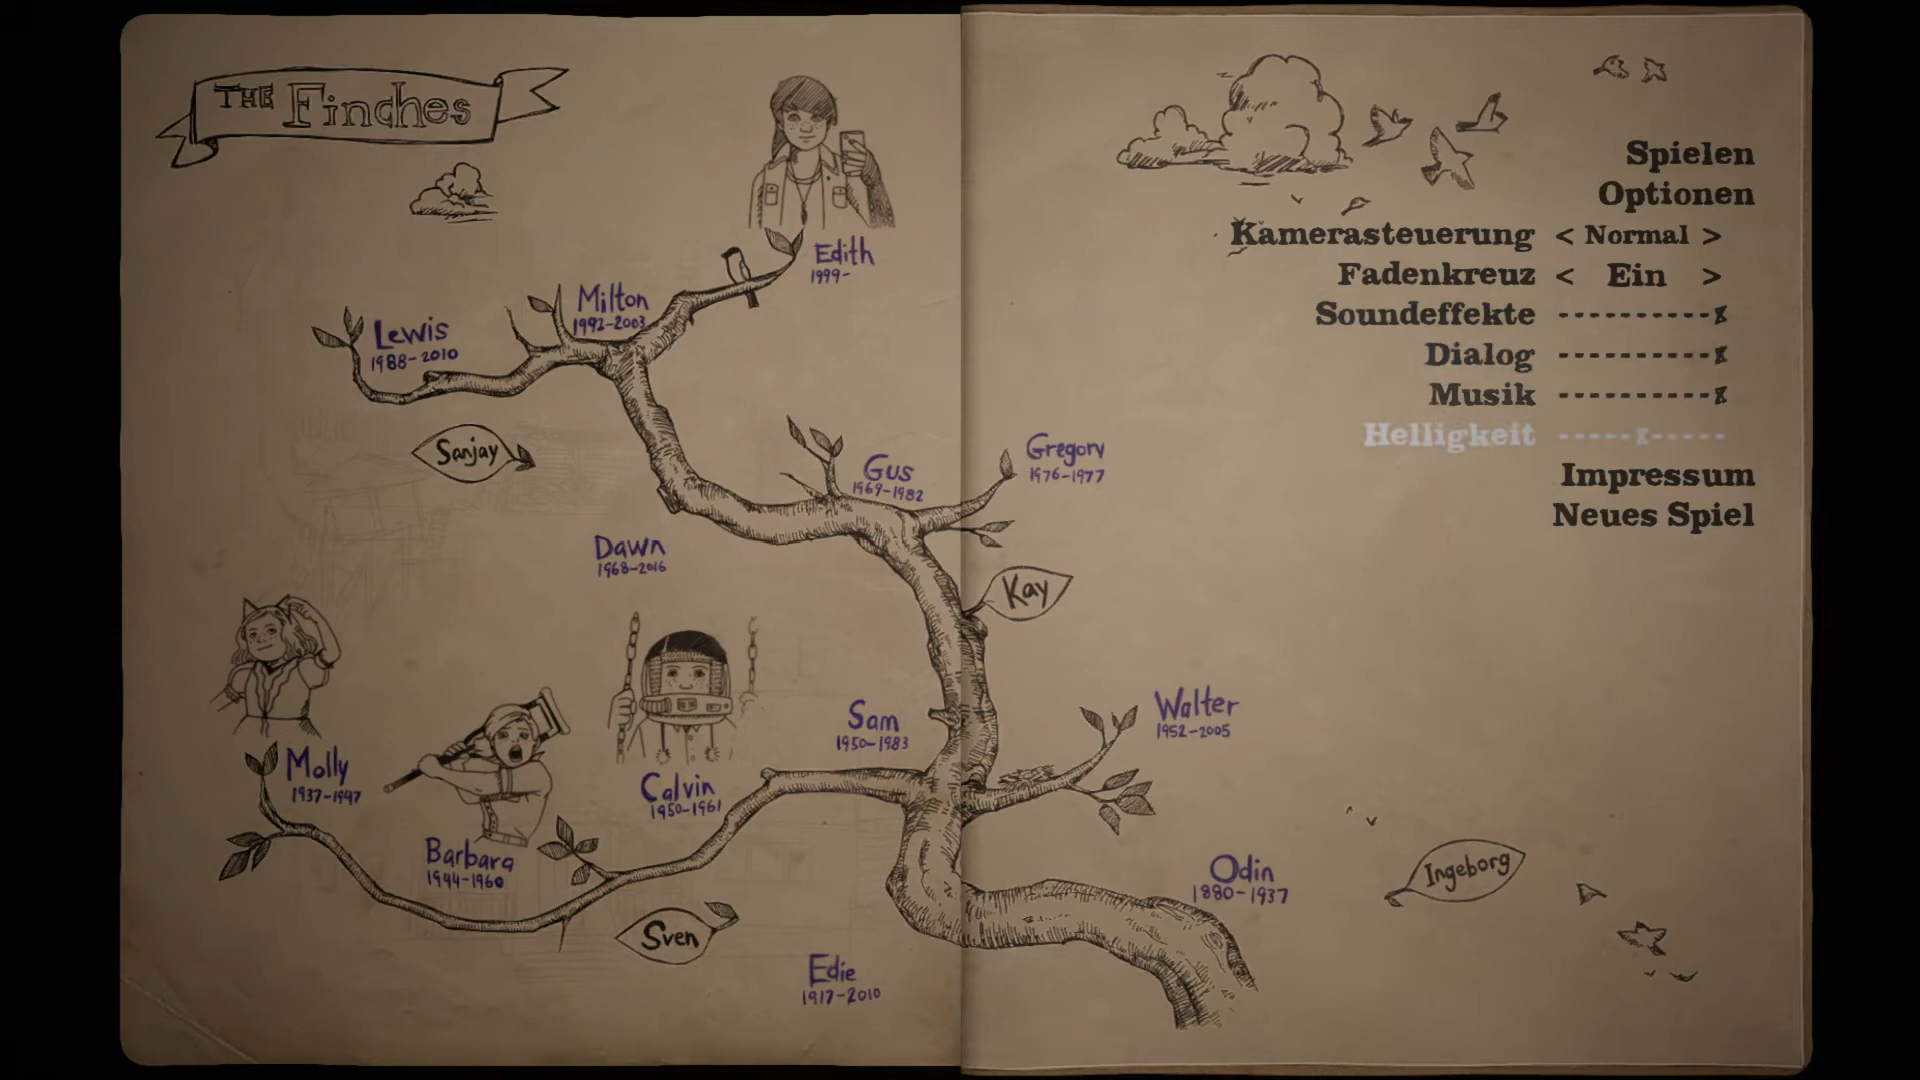 THE Finches
Edith
1999-
Milton
1992-2003
Lewis
1988-2010
Sanjay
Gus
1969-1982
Gregory
1976-1977
Dawn
1968-2016
Kay
Sam
1950-1983
Walter
1952-2005
Molly
1937-1947
Calvin
1950-1961
Barbara
1944-1960
Sven
Odin
1880-1937
Ingeborg
Edie
1917-2010
Spielen
Optionen
Kamerasteuerung < Normal >
Fadenkreuz < Ein >
Soundeffekte
Dialog
Musik
Helligkeit
Impressum
Neues Spiel